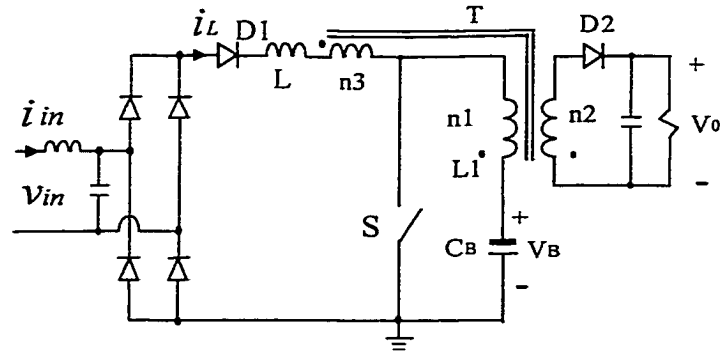 iL
D1
T
D2
L
n3
n1
n2
L1
+
V0
-
iin
vin
S
+
CB
VB
-